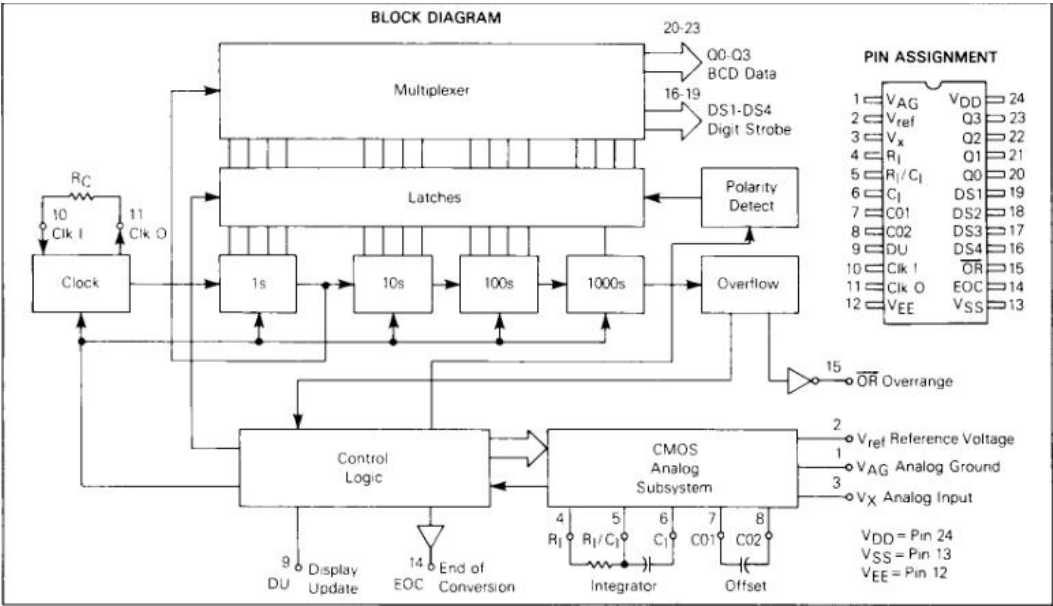 BLOCK DIAGRAM
20-23
Q0-Q3
BCD Data
Multiplexer
16-19
DS1-DS4
Digit Strobe
RC
10
Clk I
11
Clk O
Latches
Polarity
Detect
Clock
1s
10s
100s
1000s
Overflow
15
OR Overrange
Control
Logic
CMOS
Analog
Subsystem
2
Vref Reference Voltage
1
VAG Analog Ground
3
VX Analog Input
4
RI
5
RI/CI
6
CI
7
C01
8
C02
Integrator
Offset
9
DU
Display
Update
14
EOC
End of
Conversion
VDD = Pin 24
VSS = Pin 13
VEE = Pin 12
PIN ASSIGNMENT
1 VAG VDD 24
2 Vref Q3 23
3 Vx Q2 22
4 RI Q1 21
5 RI/CI Q0 20
6 CI DS1 19
7 C01 DS2 18
8 C02 DS3 17
9 DU DS4 16
10 Clk I OR 15
11 Clk O EOC 14
12 VEE VSS 13